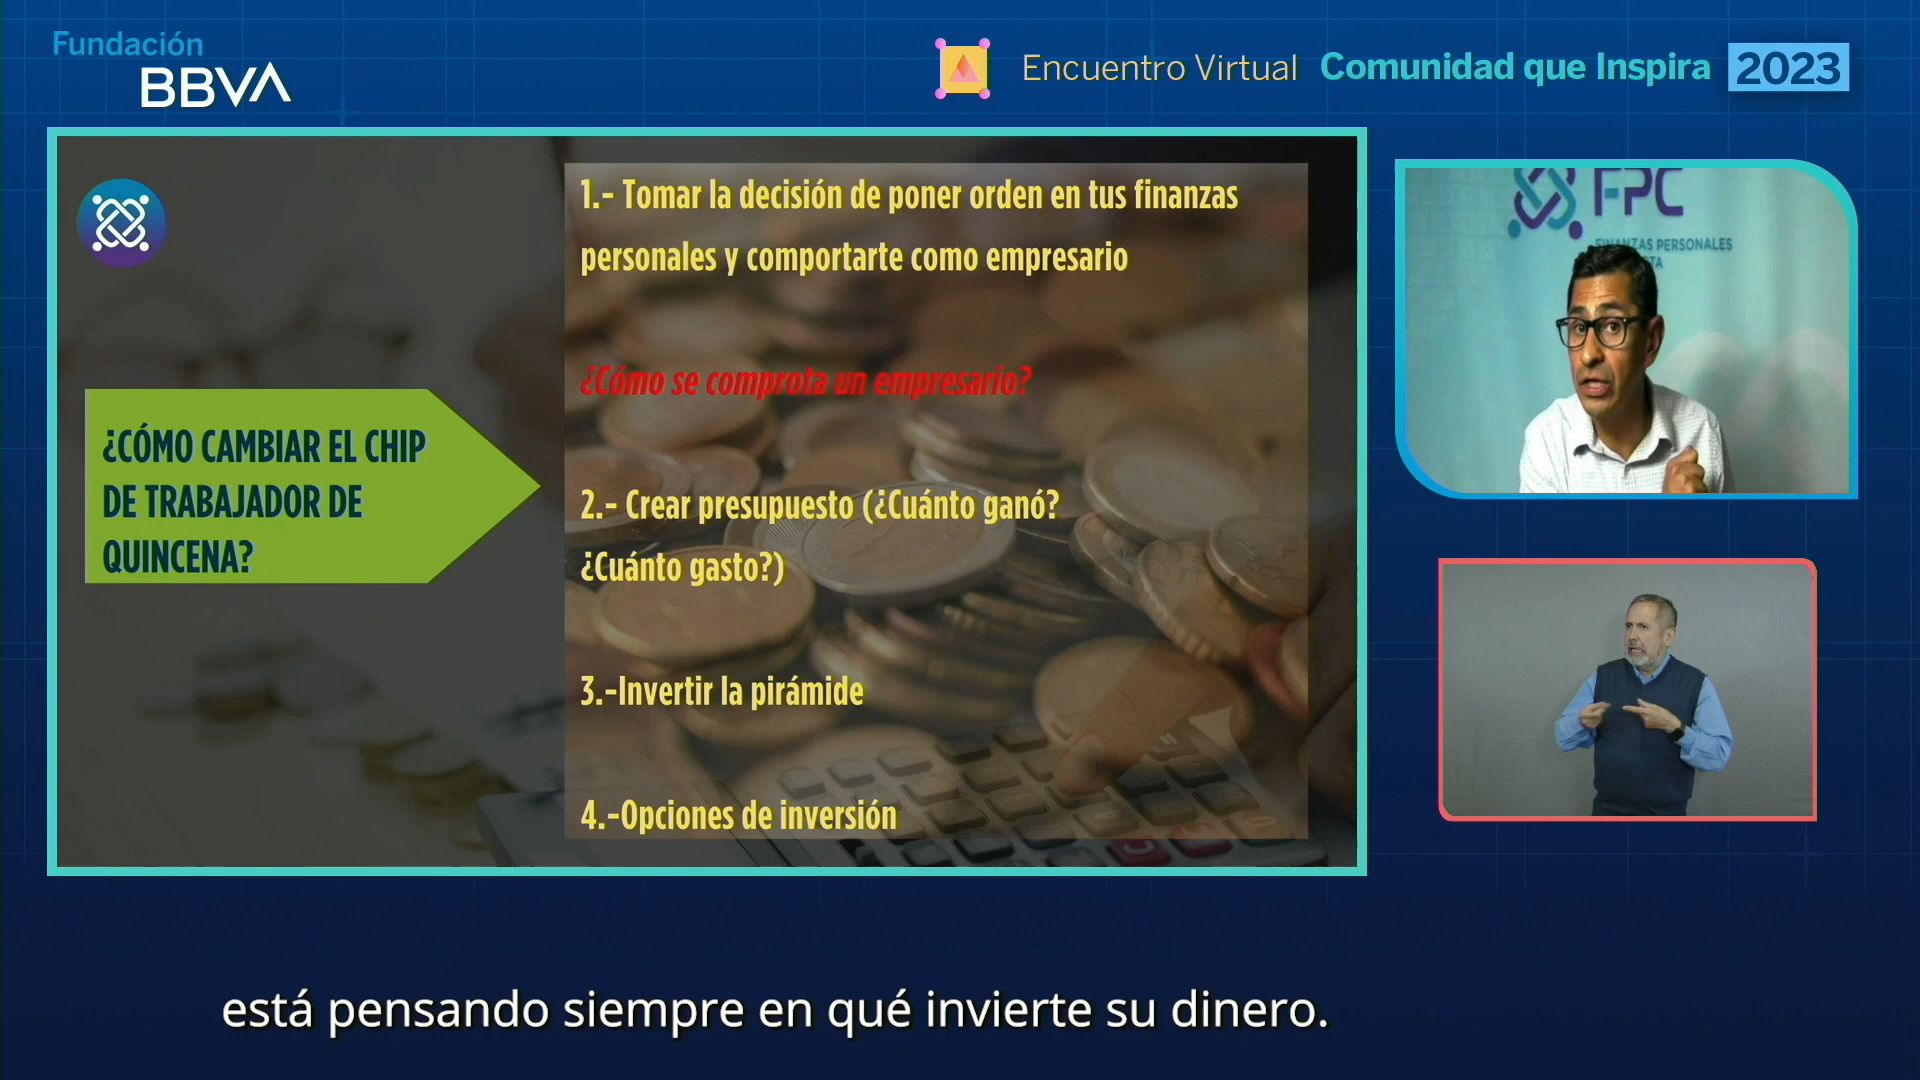 Fundación
BBVA
Encuentro Virtual Comunidad que Inspira 2023
¿CÓMO CAMBIAR EL CHIP
DE TRABAJADOR DE
QUINCENA?
1.- Tomar la decisión de poner orden en tus finanzas
personales y comportarte como empresario
¿Cómo se comprota un empresario?
2.- Crear presupuesto (¿Cuánto ganó?
¿Cuánto gasto?)
3.-Invertir la pirámide
4.-Opciones de inversión
FPC
FINANZAS PERSONALES
está pensando siempre en qué invierte su dinero.